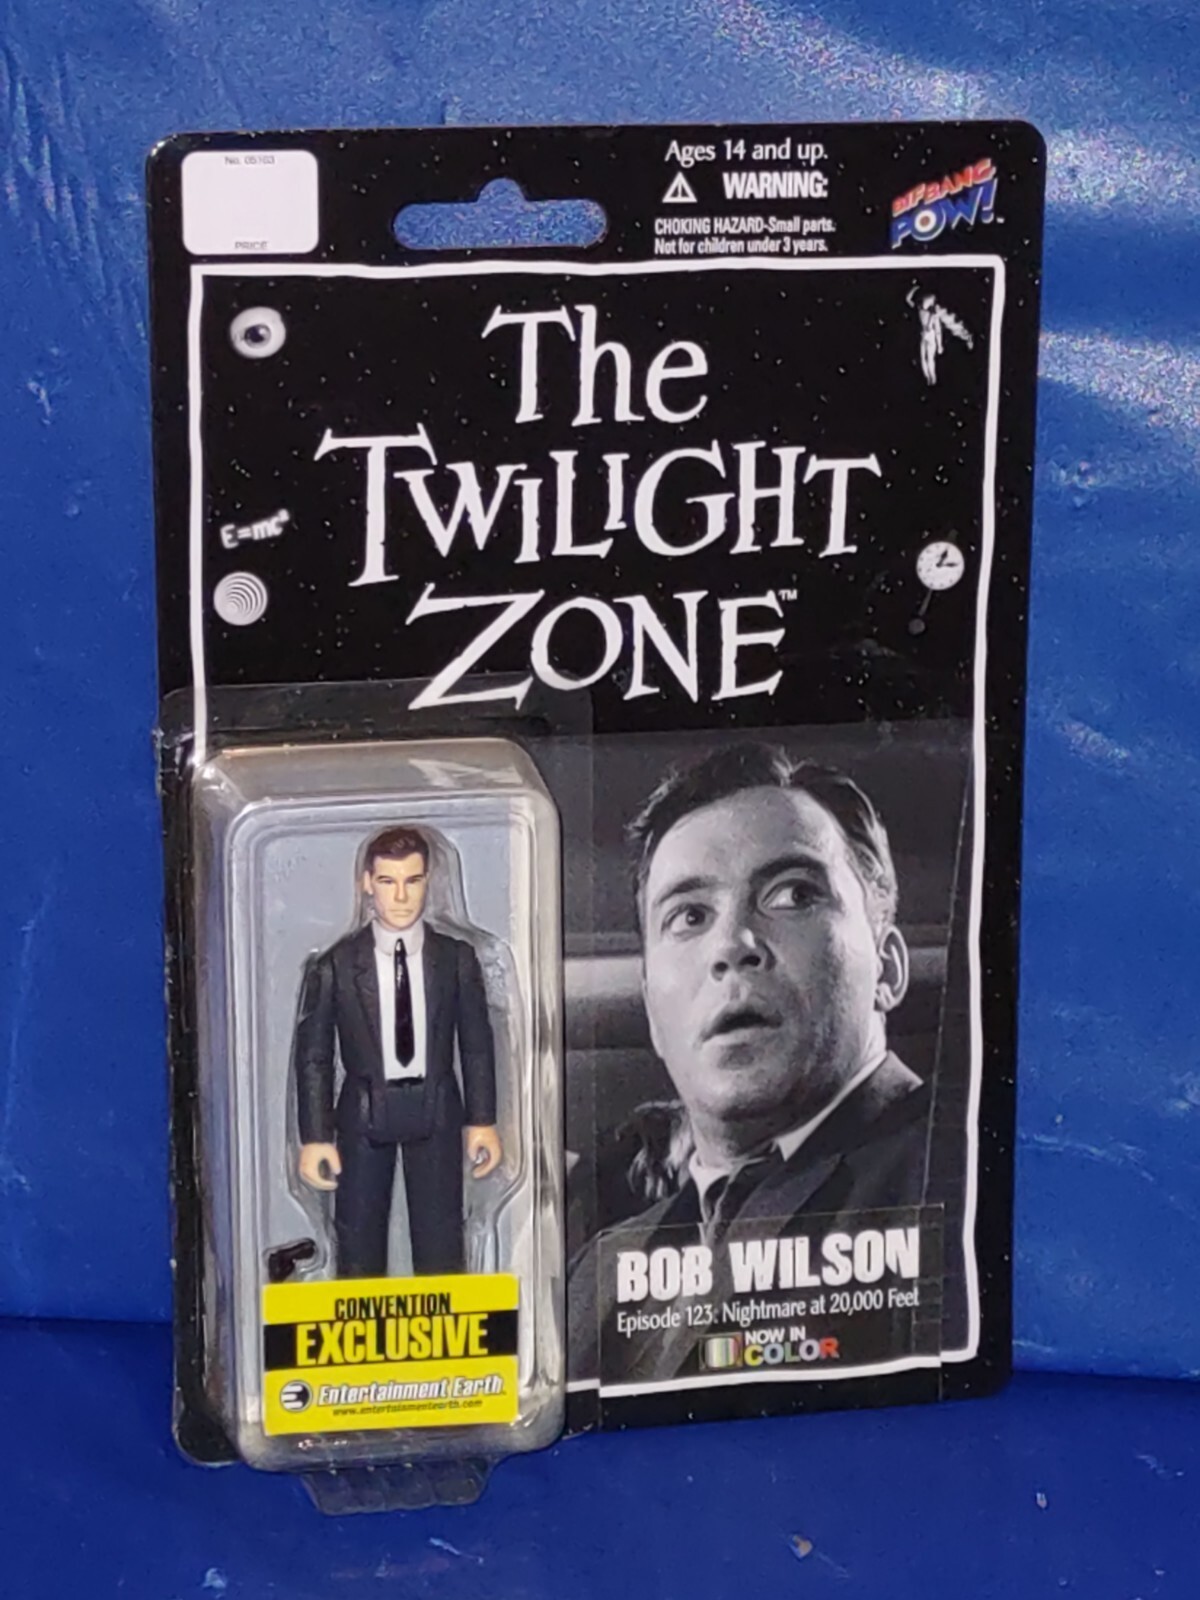 No. 05103
PRICE
Ages 14 and up.
WARNING:
CHOKING HAZARD-Small parts.
Not for children under 3 years.
BIF BANG
POW!™
The
TWILIGHT
ZONE™
E=mc²
BOB WILSON
Episode 123: Nightmare at 20,000 Feet
NOW IN
COLOR
CONVENTION
EXCLUSIVE
Entertainment Earth
www.entertainmentearth.com